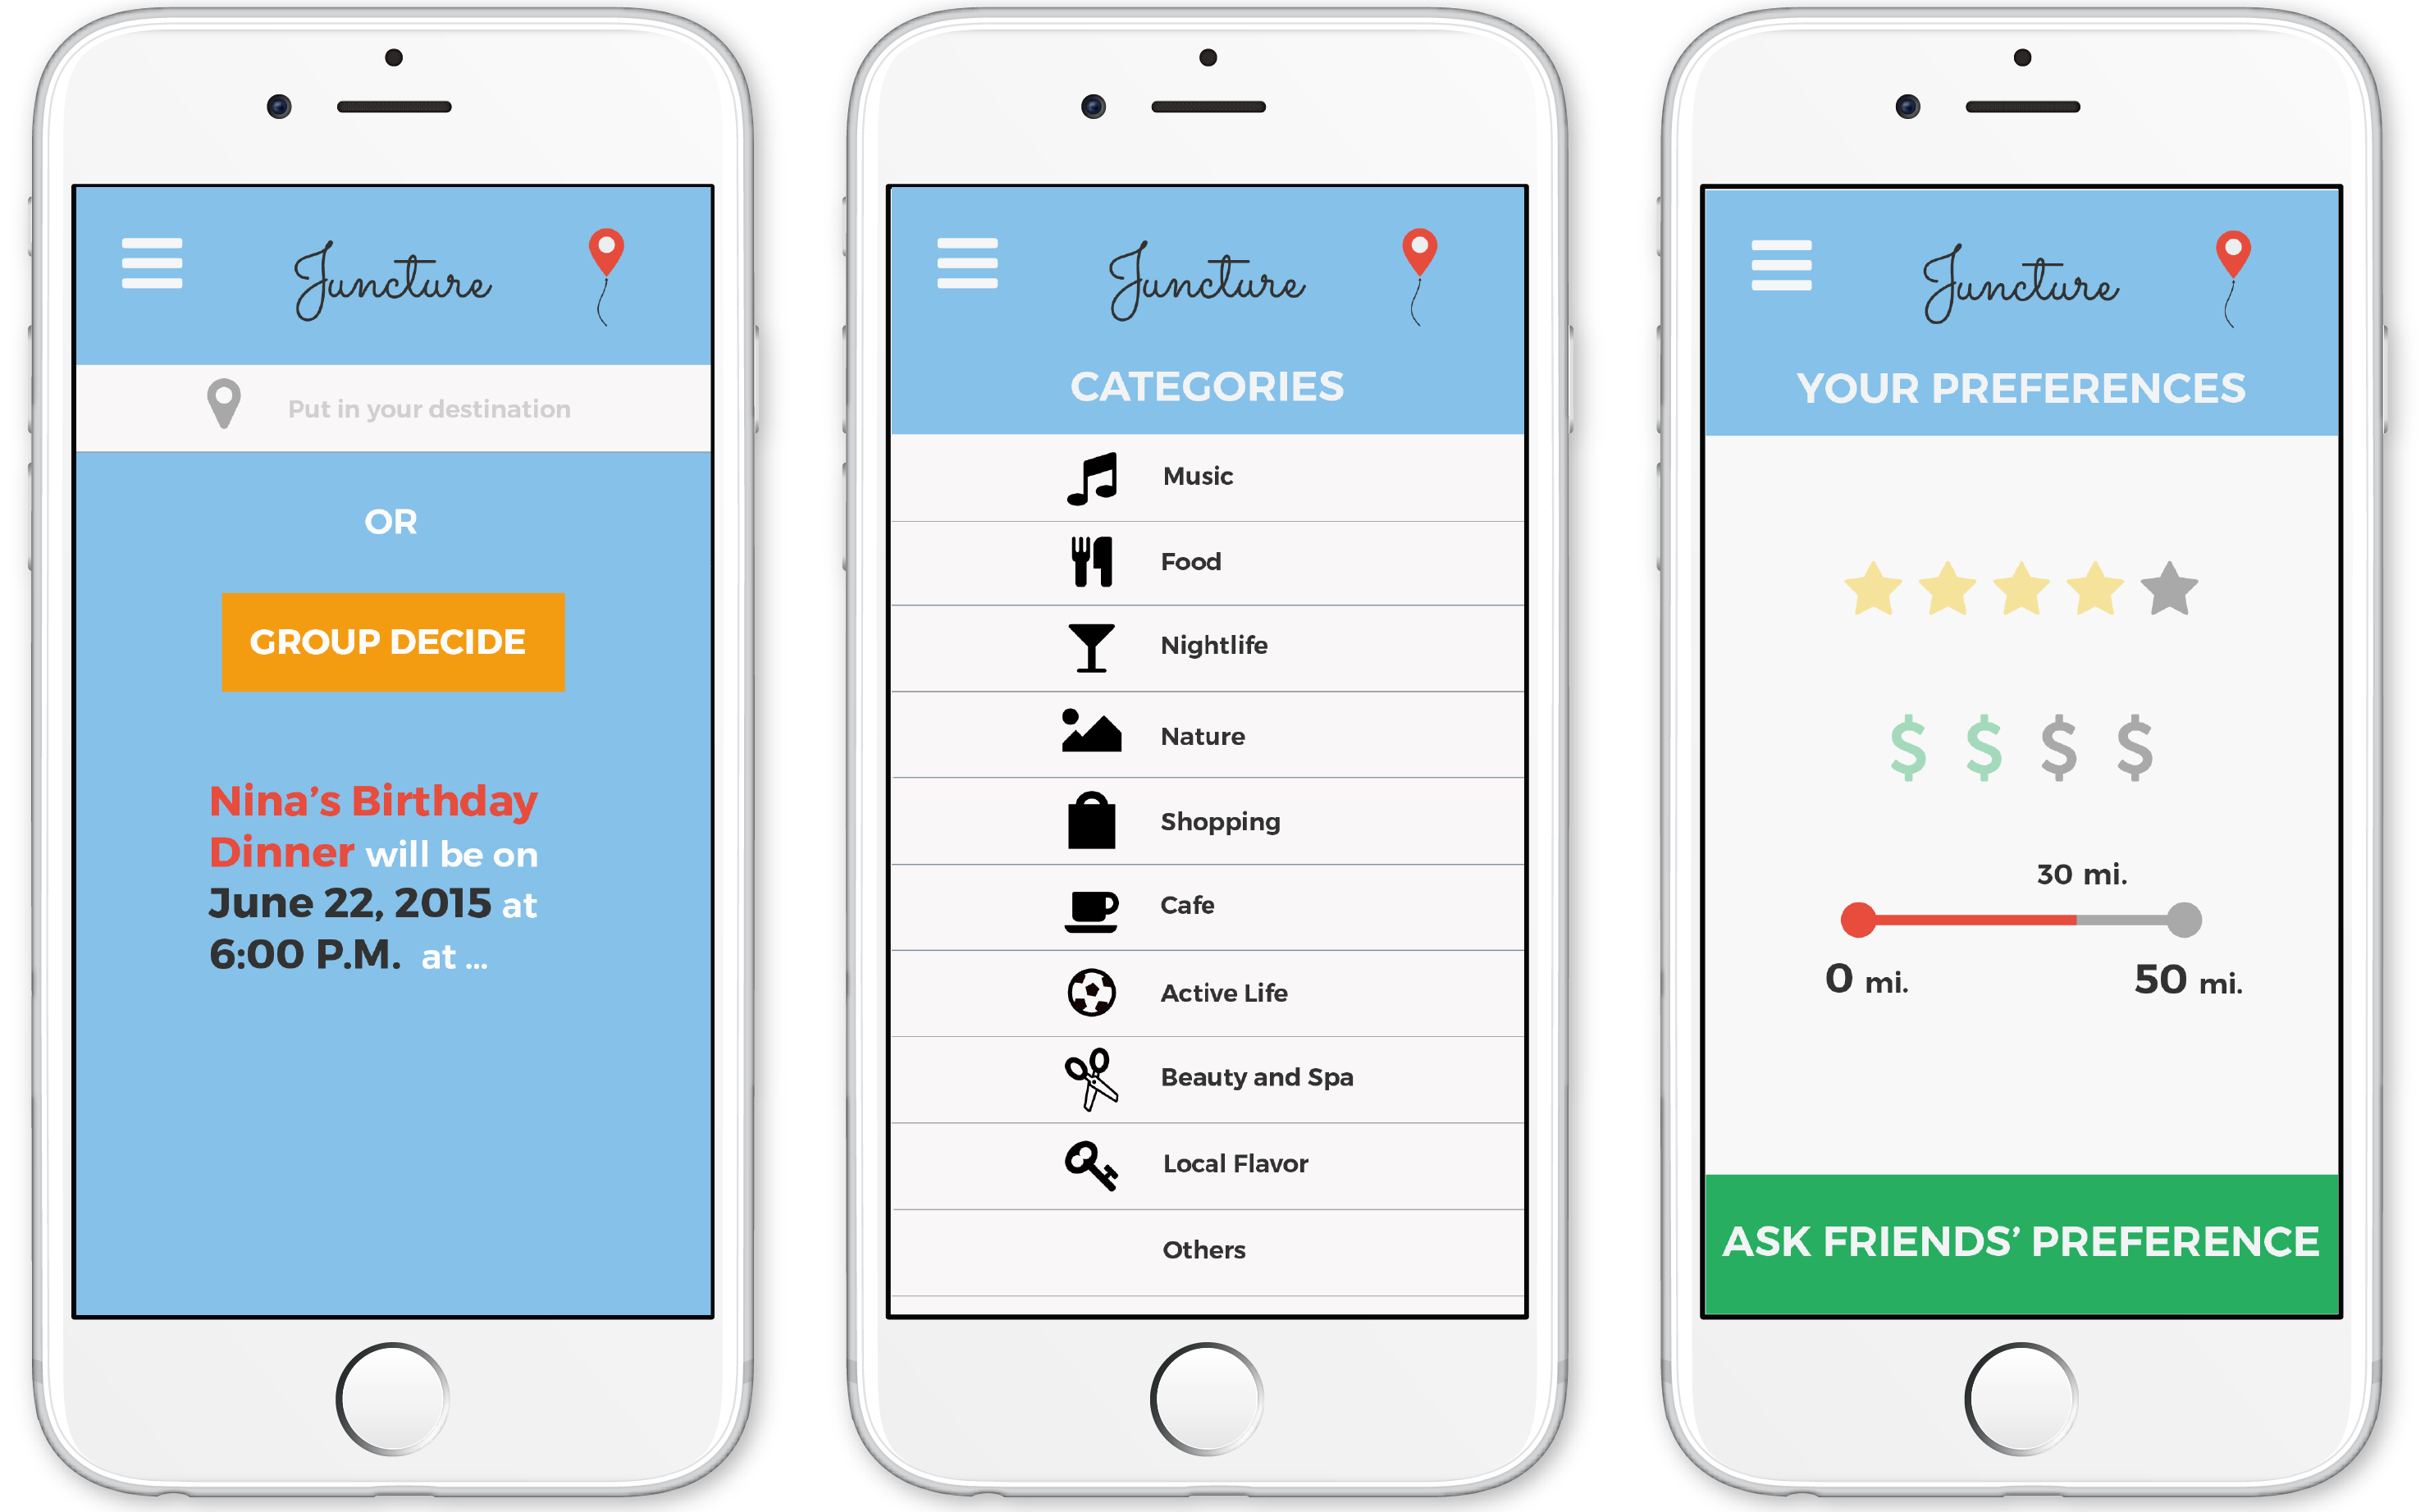 Juncture
Put in your destination
OR
GROUP DECIDE
Nina's Birthday
Dinner will be on
June 22, 2015 at
6:00 P.M. at ...
Juncture
CATEGORIES
Music
Food
Nightlife
Nature
Shopping
Cafe
Active Life
Beauty and Spa
Local Flavor
Others
Juncture
YOUR PREFERENCES
$ $ $ $
30 mi.
0 mi. 50 mi.
ASK FRIENDS' PREFERENCE